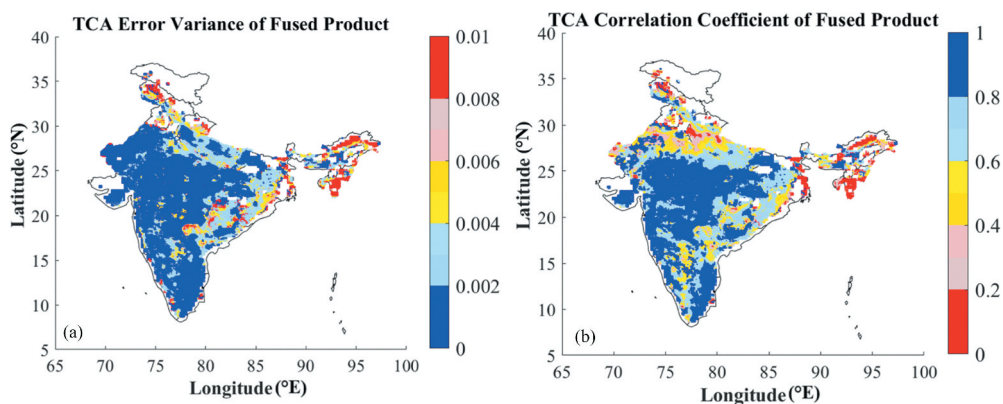 TCA Error Variance of Fused Product
40
35
30
25
20
15
10
5
Latitude (°N)
65 70 75 80 85 90 95 100
Longitude (°E)
(a)
0.01
0.008
0.006
0.004
0.002
0
TCA Correlation Coefficient of Fused Product
40
35
30
25
20
15
10
5
Latitude (°N)
65 70 75 80 85 90 95 100
Longitude (°E)
(b)
1
0.8
0.6
0.4
0.2
0